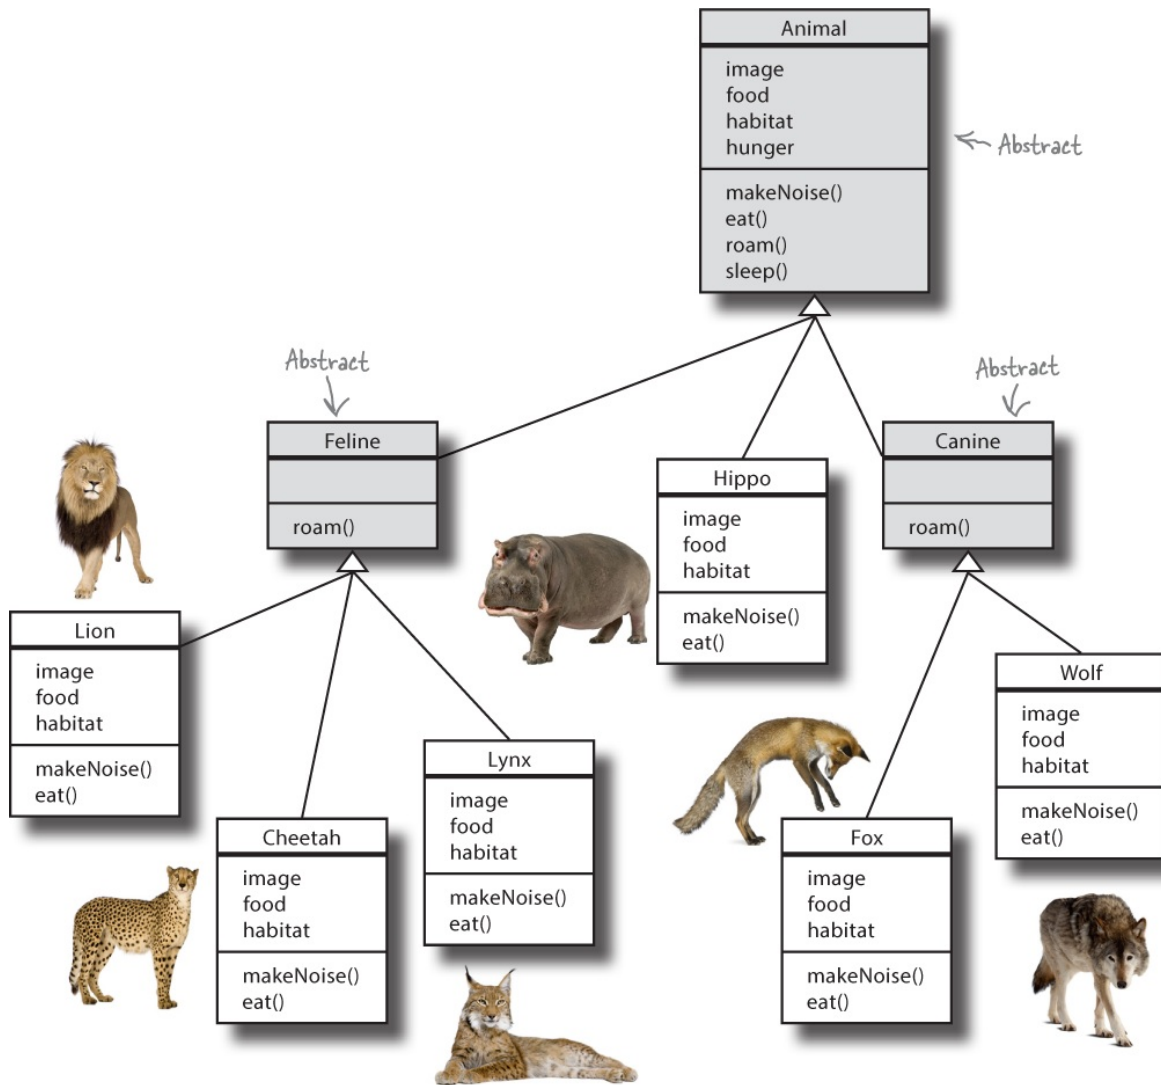 Animal
image
food
habitat
hunger
makeNoise()
eat()
roam()
sleep()
Abstract
Abstract
Feline
roam()
Abstract
Canine
roam()
Hippo
image
food
habitat
makeNoise()
eat()
Lion
image
food
habitat
makeNoise()
eat()
Cheetah
image
food
habitat
makeNoise()
eat()
Lynx
image
food
habitat
makeNoise()
eat()
Fox
image
food
habitat
makeNoise()
eat()
Wolf
image
food
habitat
makeNoise()
eat()